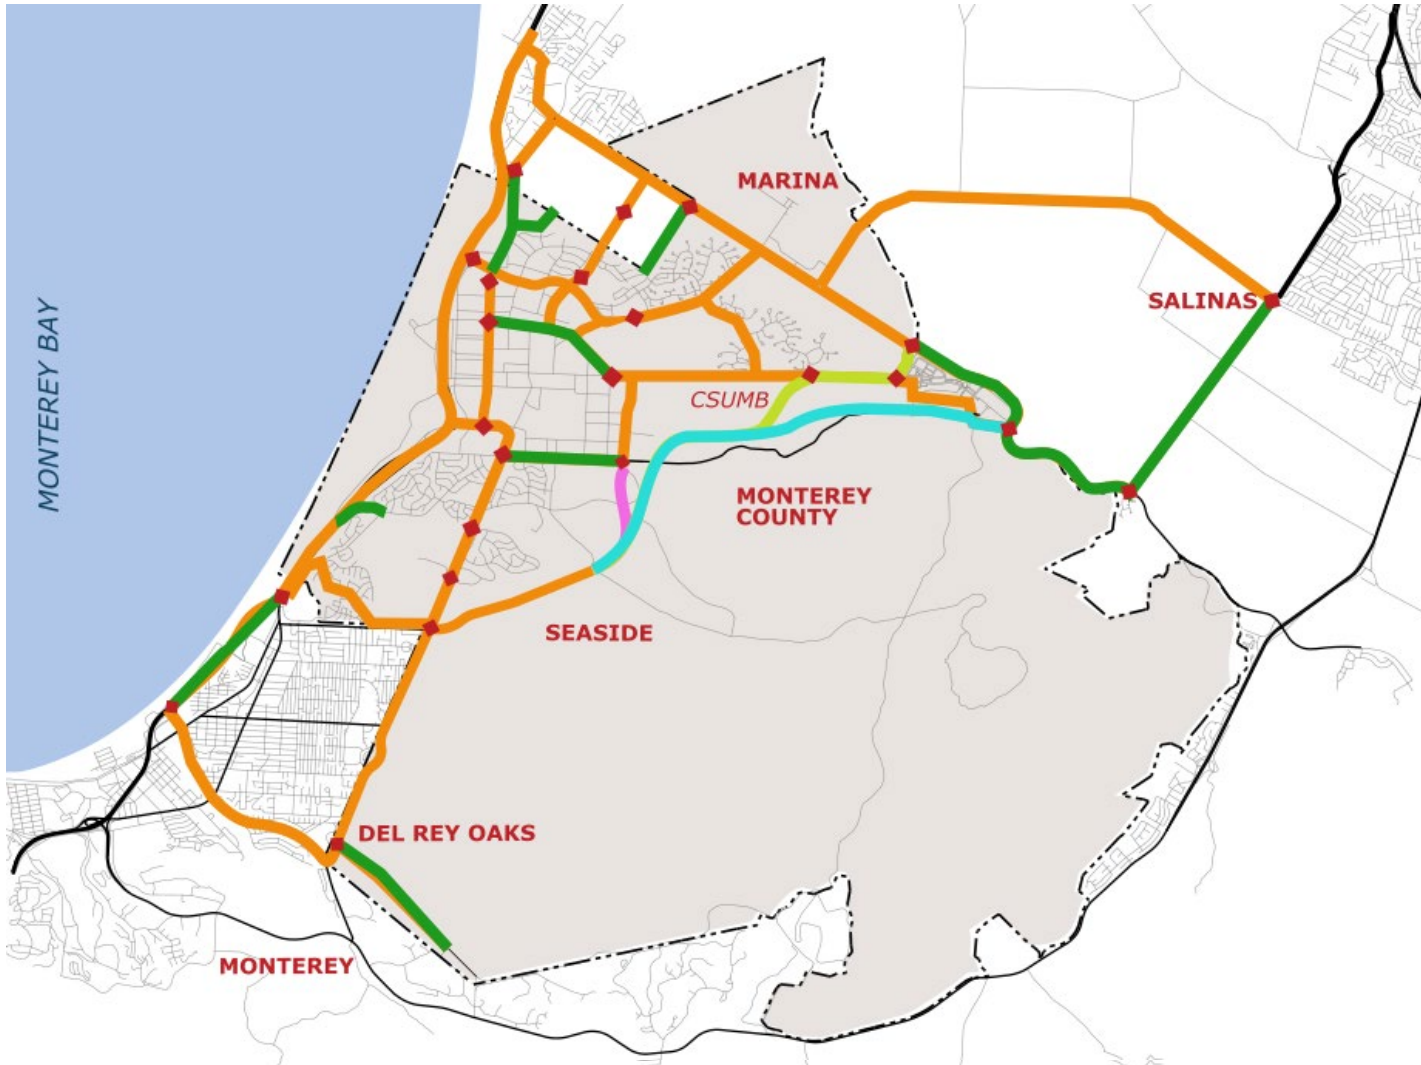 MARINA
SALINAS
MONTEREY BAY
CSUMB
MONTEREY
COUNTY
SEASIDE
DEL REY OAKS
MONTEREY